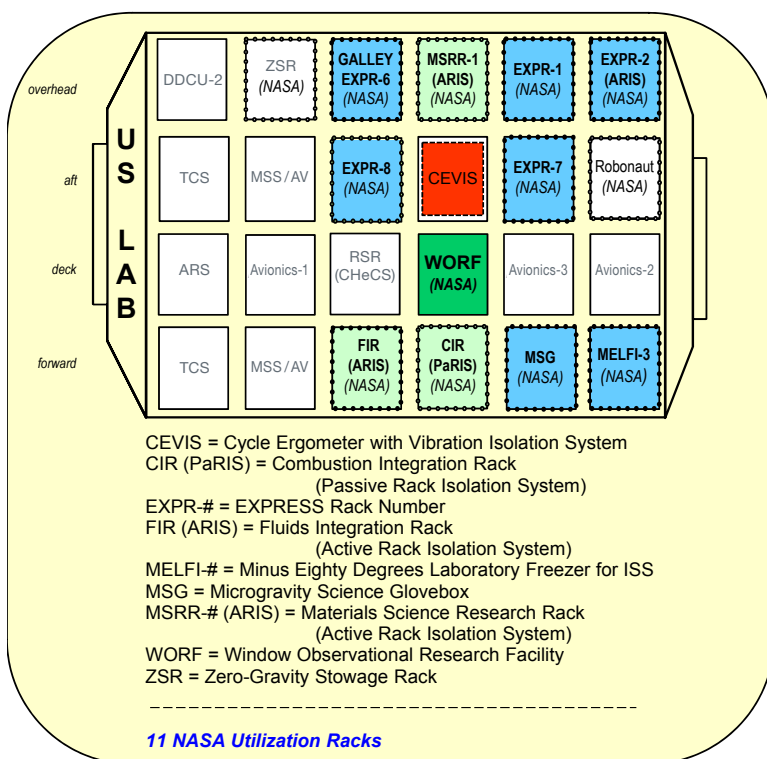 overhead
DDCU-2
ZSR
(NASA)
GALLEY
EXPR-6
(NASA)
MSRR-1
(ARIS)
(NASA)
EXPR-1
(NASA)
EXPR-2
(ARIS)
(NASA)
US LAB
aft
TCS
MSS / AV
EXPR-8
(NASA)
CEVIS
EXPR-7
(NASA)
Robonaut
(NASA)
deck
ARS
Avionics-1
RSR
(CHeCS)
WORF
(NASA)
Avionics-3
Avionics-2
forward
TCS
MSS / AV
FIR
(ARIS)
(NASA)
CIR
(PaRIS)
(NASA)
MSG
(NASA)
MELFI-3
(NASA)
CEVIS = Cycle Ergometer with Vibration Isolation System
CIR (PaRIS) = Combustion Integration Rack
(Passive Rack Isolation System)
EXPR-# = EXPRESS Rack Number
FIR (ARIS) = Fluids Integration Rack
(Active Rack Isolation System)
MELFI-# = Minus Eighty Degrees Laboratory Freezer for ISS
MSG = Microgravity Science Glovebox
MSRR-# (ARIS) = Materials Science Research Rack
(Active Rack Isolation System)
WORF = Window Observational Research Facility
ZSR = Zero-Gravity Stowage Rack
11 NASA Utilization Racks